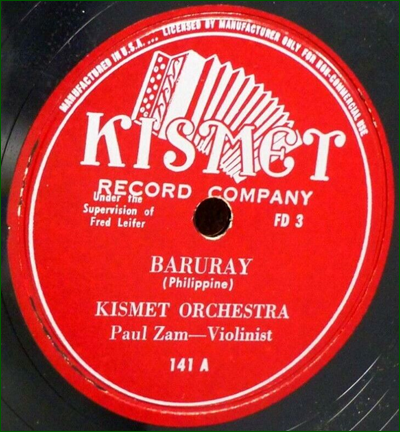 MANUFACTURED IN U.S.A. ... LICENSED BY MANUFACTURER ONLY FOR NON-COMMERCIAL USE
KISMET
RECORD COMPANY
Under the
Supervision of
Fred Leifer
FD 3
BARURAY
(Philippine)
KISMET ORCHESTRA
Paul Zam—Violinist
141 A